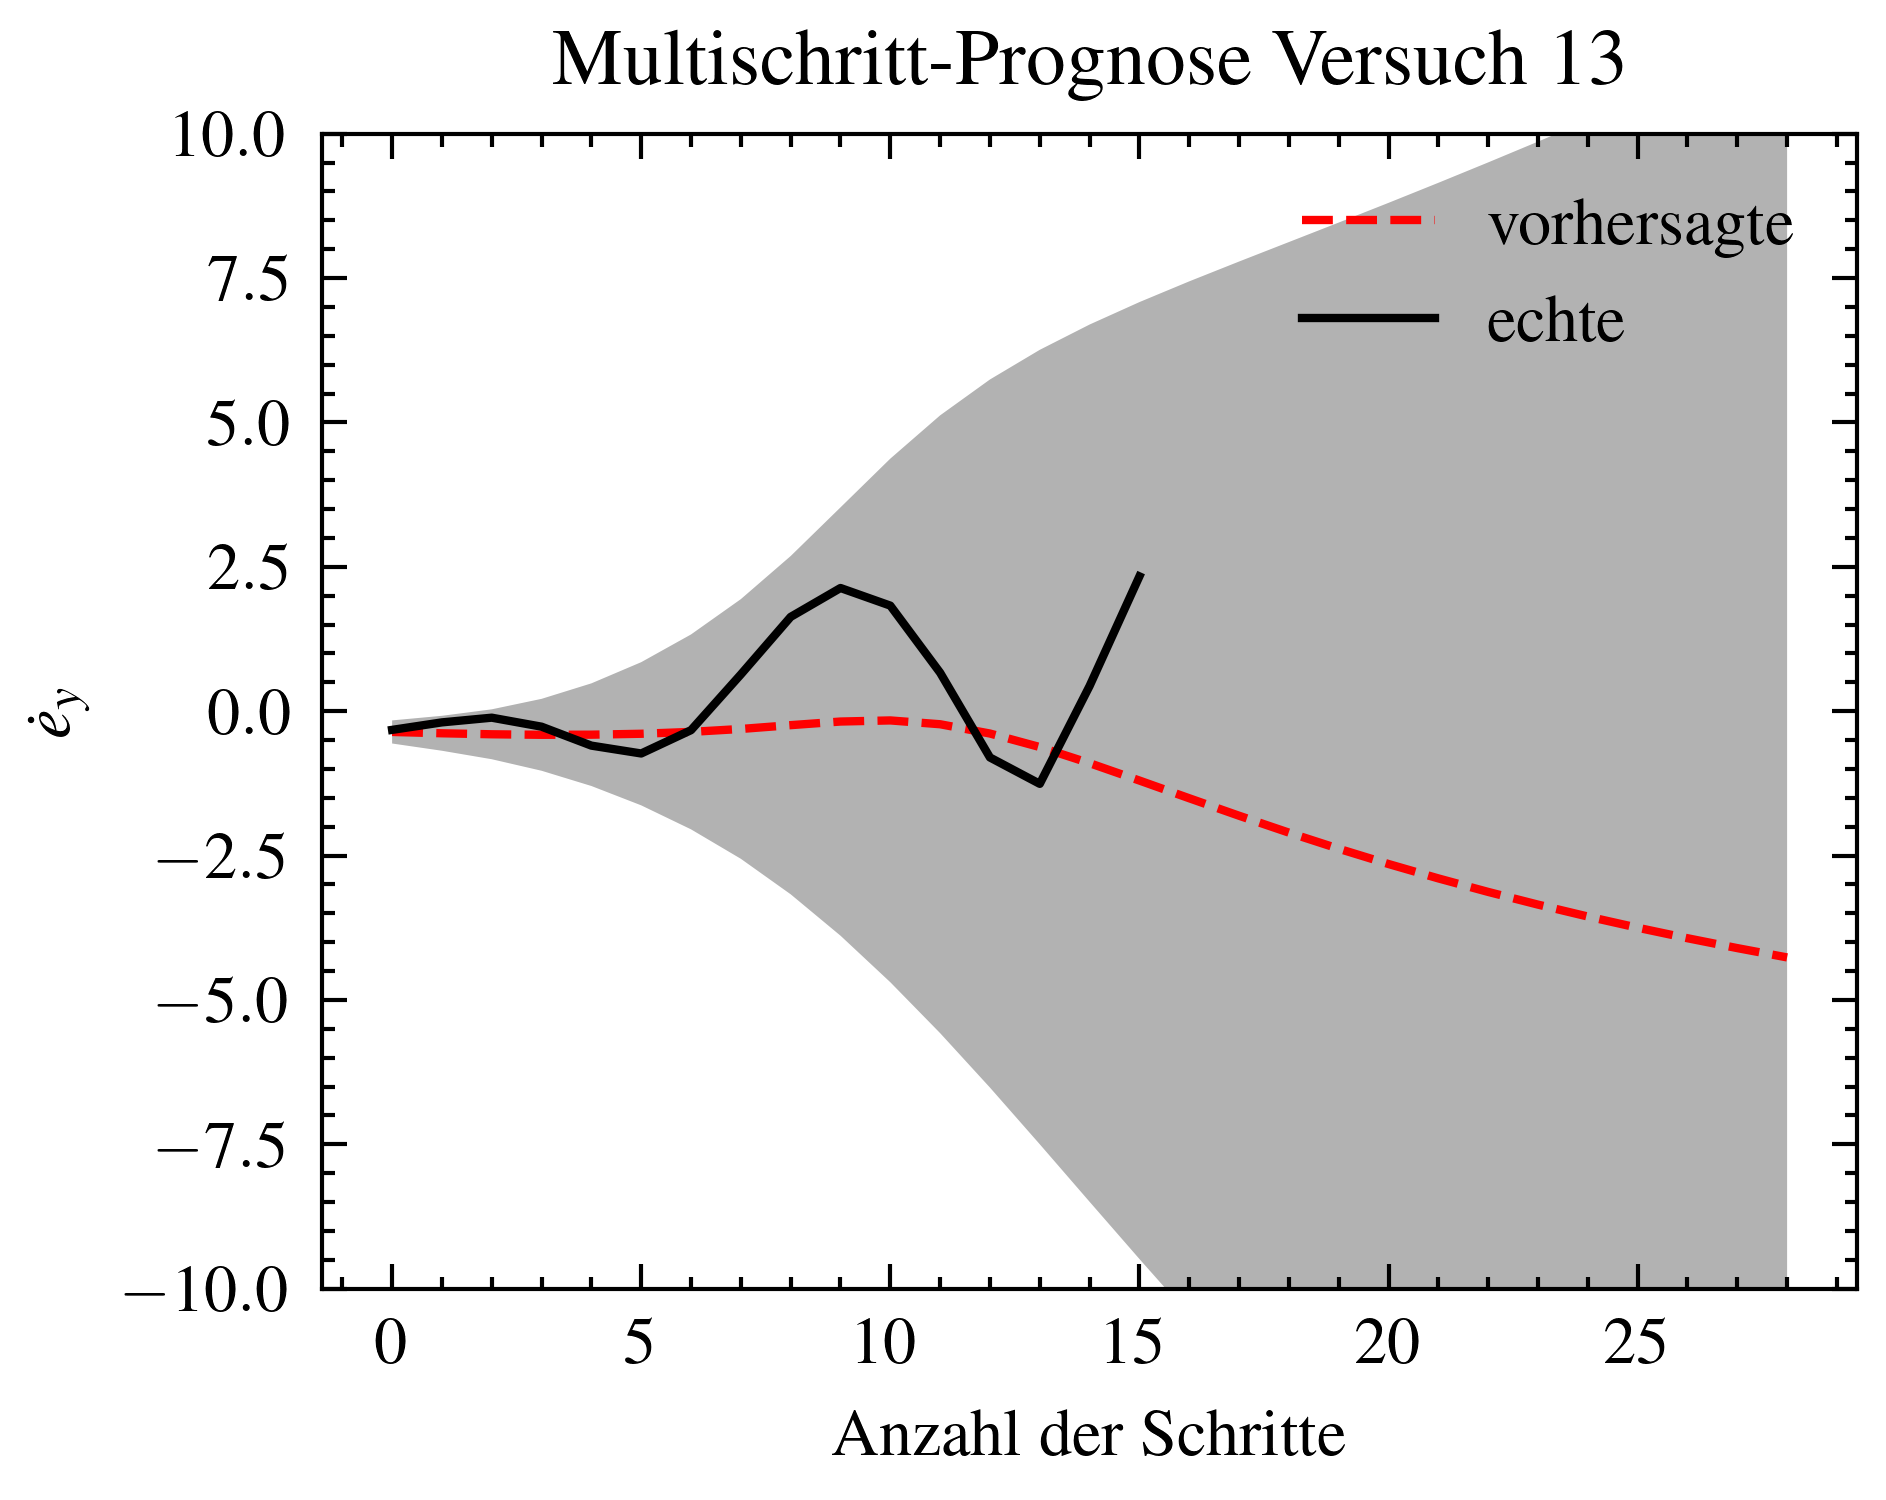 Multischritt-Prognose Versuch 13
10.0
7.5
5.0
2.5
0.0
−2.5
−5.0
−7.5
−10.0
ė_y
vorhersagte
echte
0 5 10 15 20 25
Anzahl der Schritte